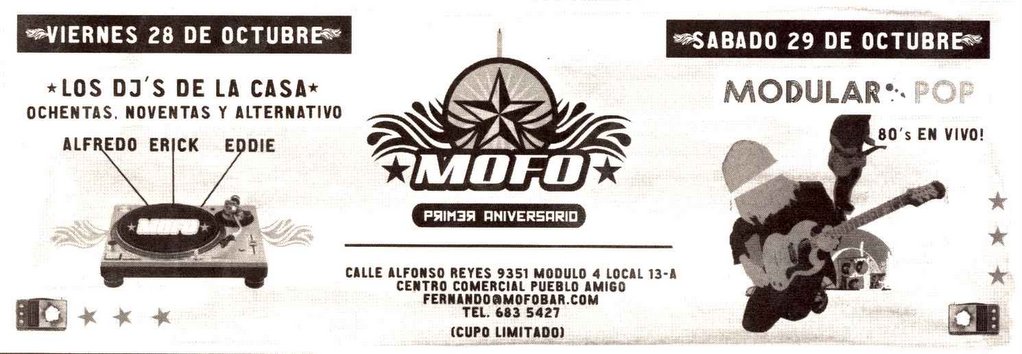 VIERNES 28 DE OCTUBRE
LOS DJ'S DE LA CASA
OCHENTAS, NOVENTAS Y ALTERNATIVO
ALFREDO ERICK EDDIE
MOFO
MOFO
PRIM3R ANIVERSARIO
CALLE ALFONSO REYES 9351 MODULO 4 LOCAL 13-A
CENTRO COMERCIAL PUEBLO AMIGO
FERNANDO@MOFOBAR.COM
TEL. 683 5427
(CUPO LIMITADO)
SABADO 29 DE OCTUBRE
MODULAR POP
80's EN VIVO!